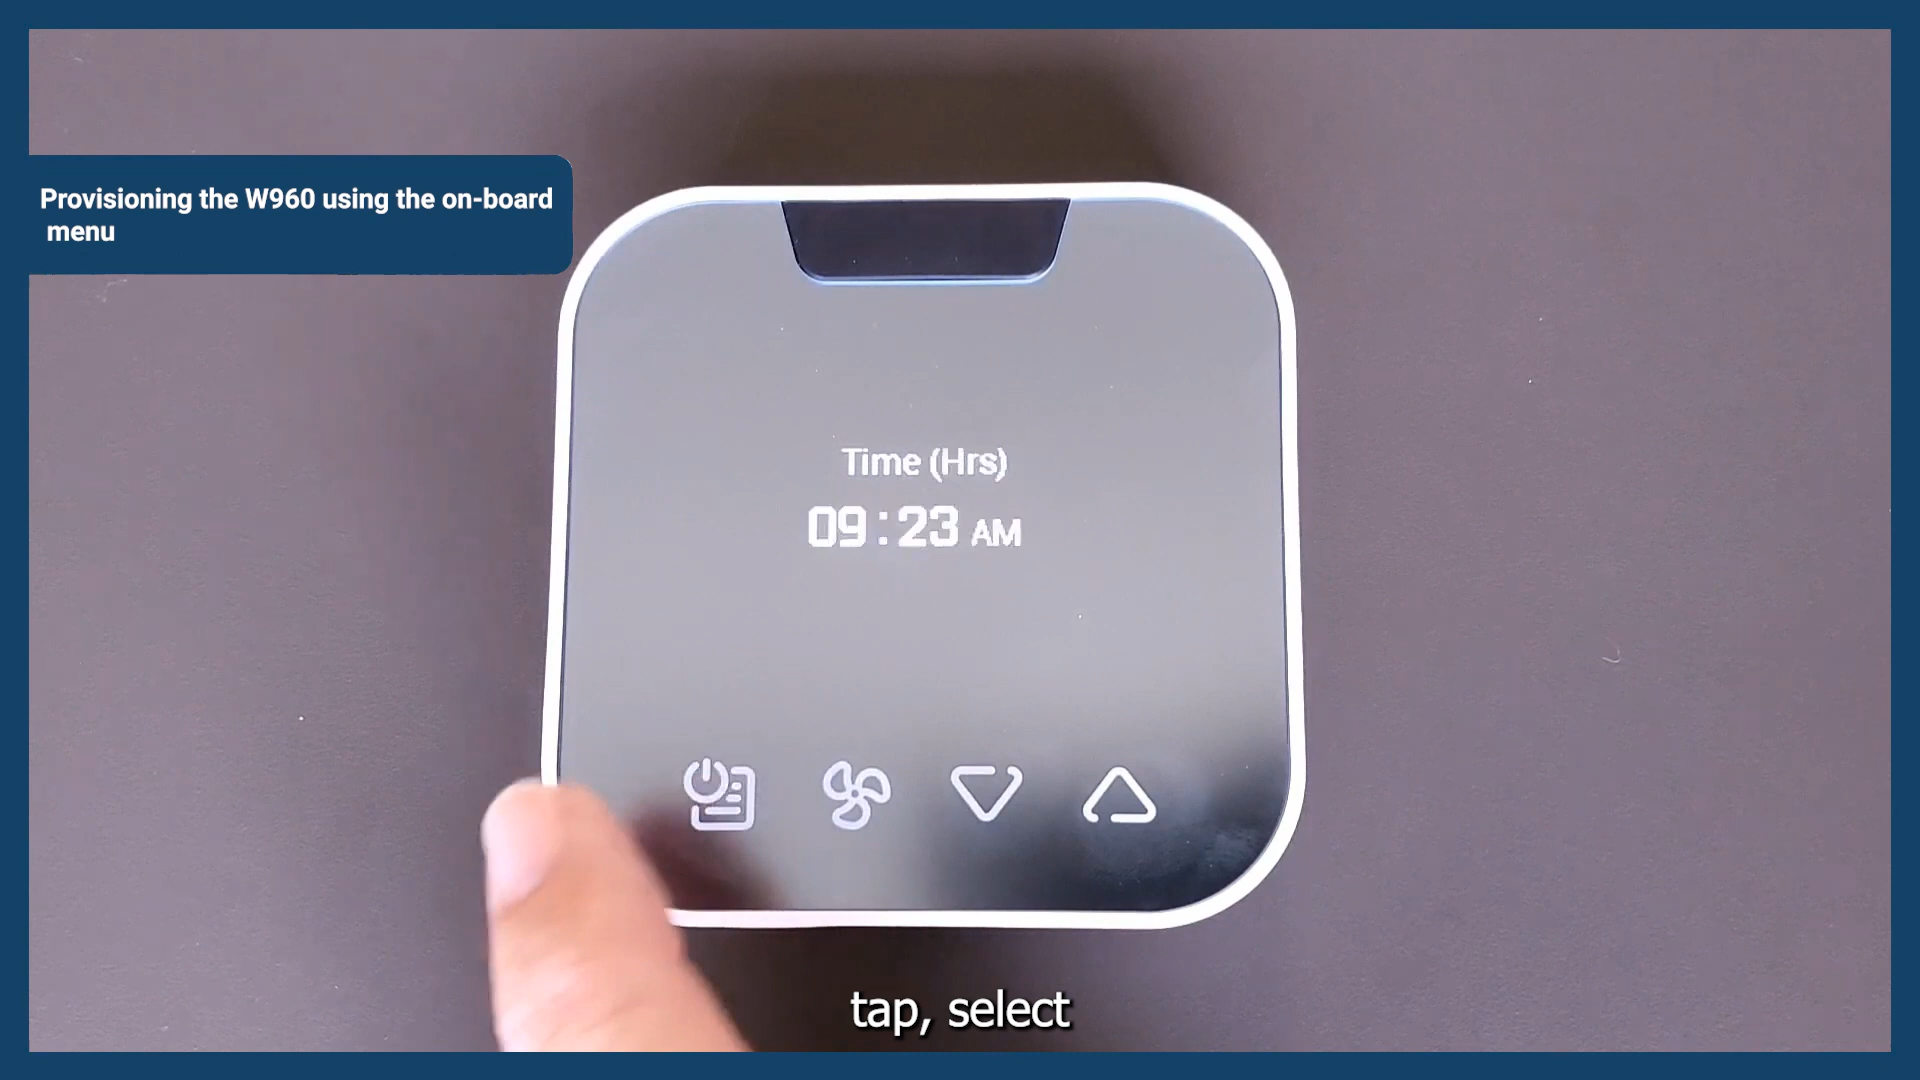 Provisioning the W960 using the on-board
menu
Time (Hrs)
09:23 AM
tap, select